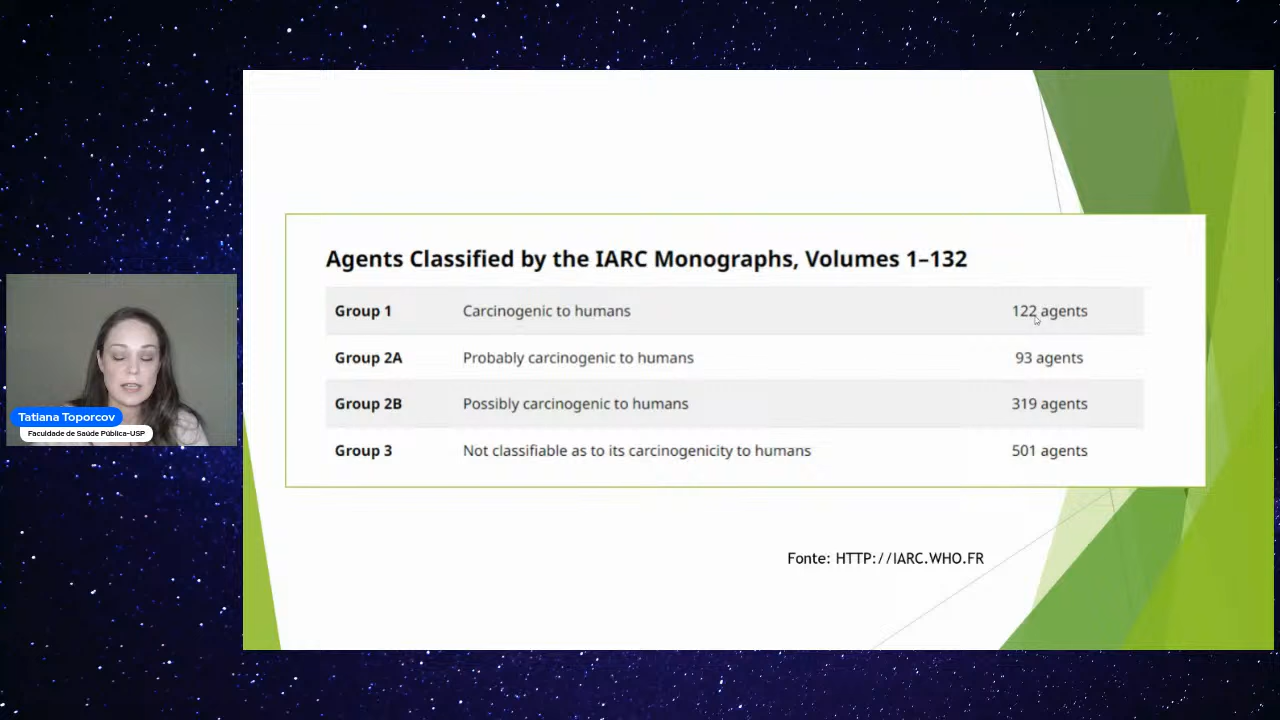 Agents Classified by the IARC Monographs, Volumes 1–132
Group 1 Carcinogenic to humans 122 agents
Group 2A Probably carcinogenic to humans 93 agents
Group 2B Possibly carcinogenic to humans 319 agents
Group 3 Not classifiable as to its carcinogenicity to humans 501 agents
Fonte: HTTP://IARC.WHO.FR
Tatiana Toporcov
Faculdade de Saúde Pública-USP